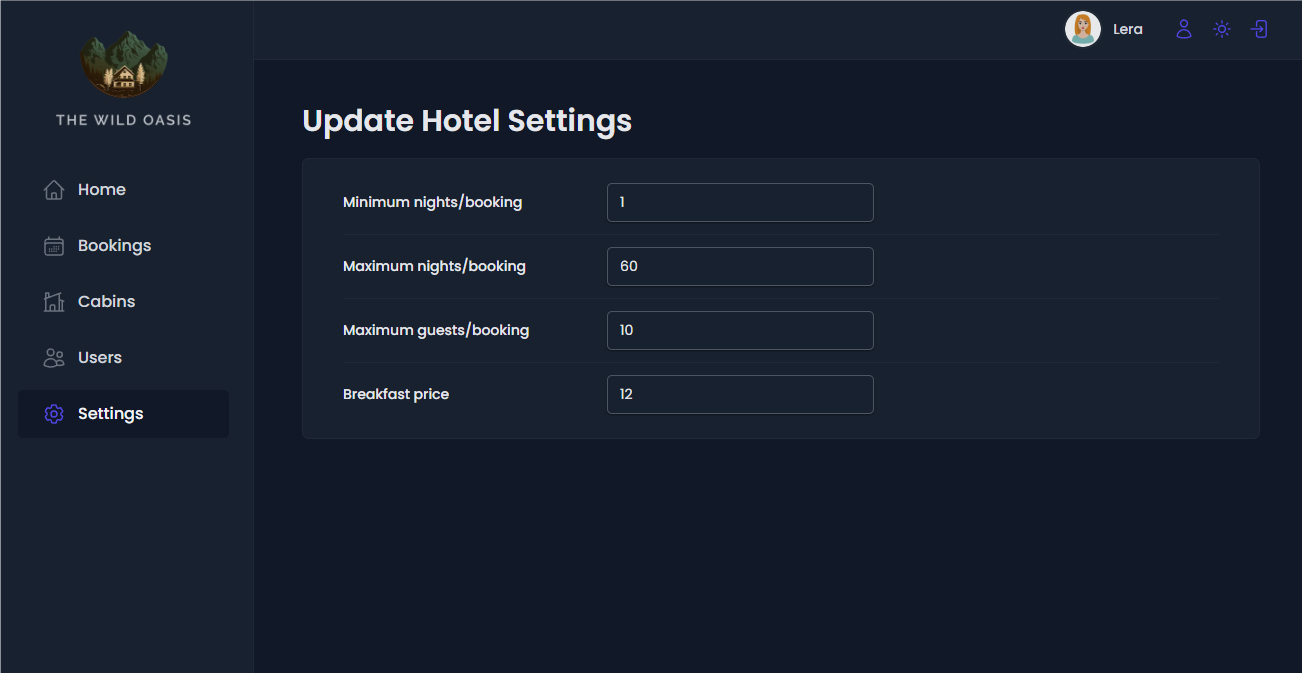 Lera
THE WILD OASIS
Home
Bookings
Cabins
Users
Settings
Update Hotel Settings
Minimum nights/booking 1
Maximum nights/booking 60
Maximum guests/booking 10
Breakfast price 12